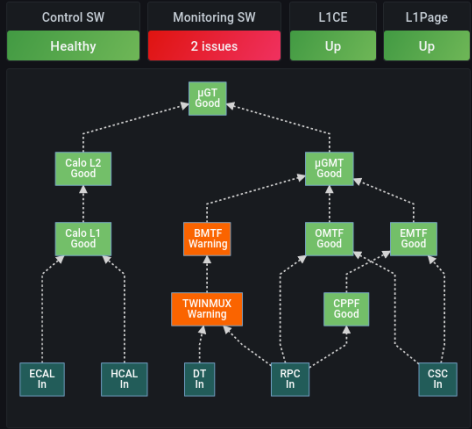 Control SW
Monitoring SW
L1CE
L1Page
Healthy
2 issues
Up
Up
μGT
Good
Calo L2
Good
μGMT
Good
Calo L1
Good
BMTF
Warning
OMTF
Good
EMTF
Good
TWINMUX
Warning
CPPF
Good
ECAL
In
HCAL
In
DT
In
RPC
In
CSC
In